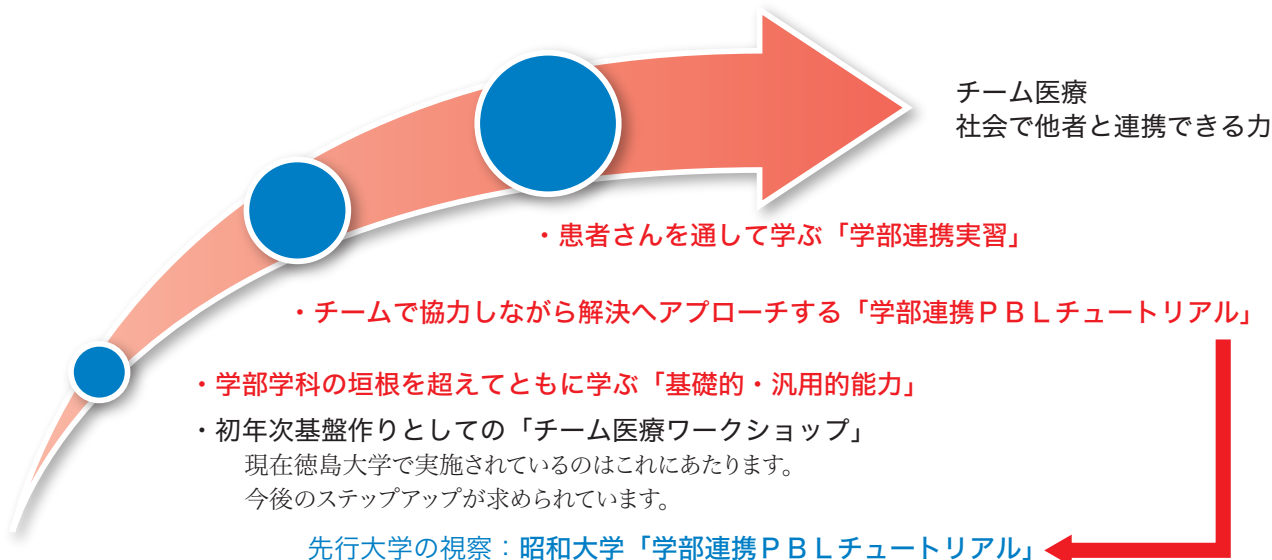 チーム医療
社会で他者と連携できる力
・患者さんを通して学ぶ「学部連携実習」
・チームで協力しながら解決へアプローチする「学部連携ＰＢＬチュートリアル」
・学部学科の垣根を超えてともに学ぶ「基礎的・汎用的能力」
・初年次基盤作りとしての「チーム医療ワークショップ」
現在徳島大学で実施されているのはこれにあたります。
今後のステップアップが求められています。
先行大学の視察：昭和大学「学部連携ＰＢＬチュートリアル」